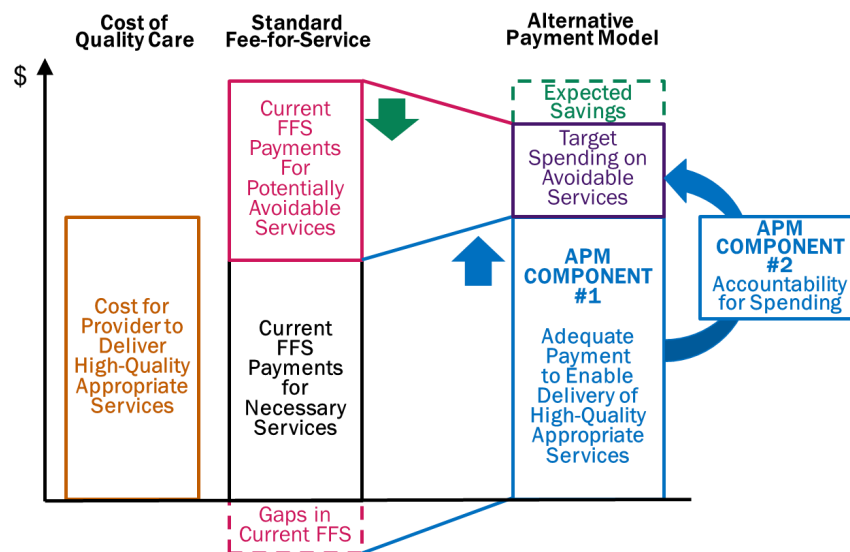 Cost of
Quality Care
Standard
Fee-for-Service
Alternative
Payment Model
$
Cost for
Provider to
Deliver
High-Quality
Appropriate
Services
Current
FFS
Payments
For
Potentially
Avoidable
Services
Current
FFS
Payments
for
Necessary
Services
Gaps in
Current FFS
Expected
Savings
Target
Spending on
Avoidable
Services
APM
COMPONENT
#1
Adequate
Payment
to Enable
Delivery of
High-Quality
Appropriate
Services
APM
COMPONENT
#2
Accountability
for Spending